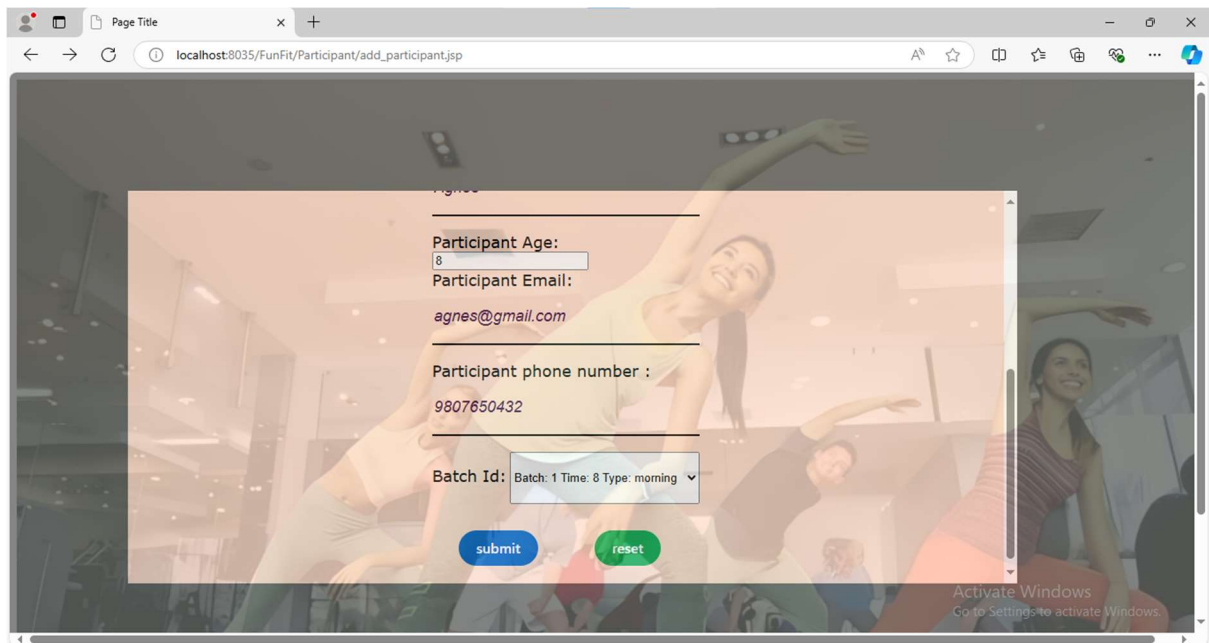 Page Title
localhost:8035/FunFit/Participant/add_participant.jsp
Agnes
Participant Age:
8
Participant Email:
agnes@gmail.com
Participant phone number :
9807650432
Batch Id: Batch: 1 Time: 8 Type: morning
submit reset
Activate Windows
Go to Settings to activate Windows.